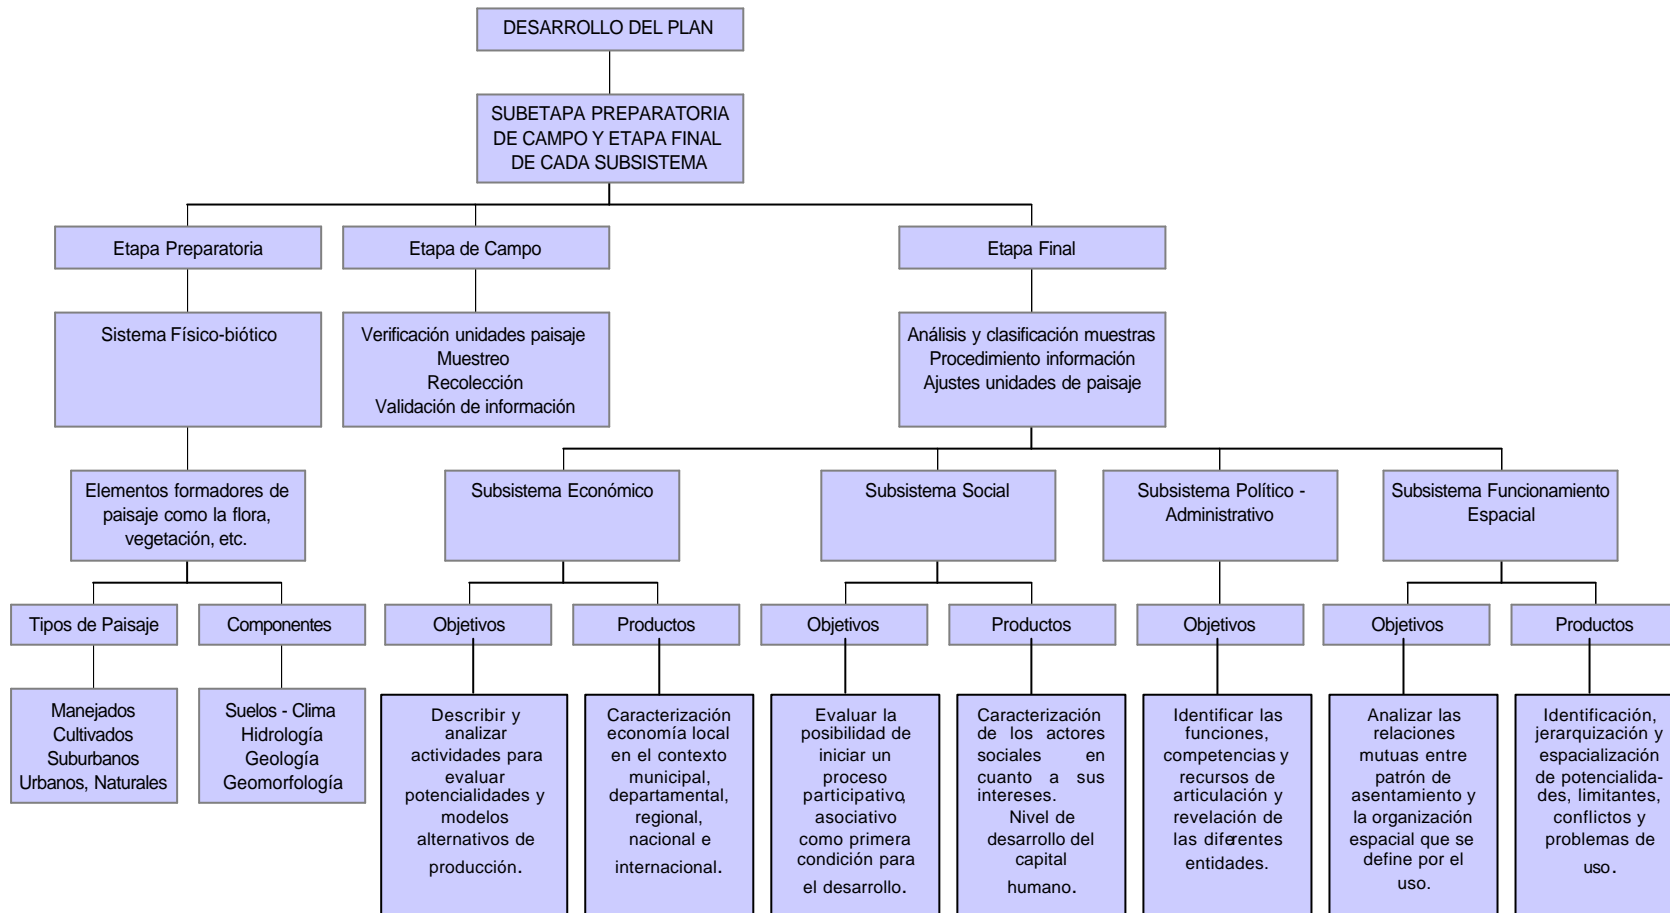 DESARROLLO DEL PLAN
SUBETAPA PREPARATORIA
DE CAMPO Y ETAPA FINAL
DE CADA SUBSISTEMA
Etapa Preparatoria
Etapa de Campo
Etapa Final
Sistema Físico-biótico
Verificación unidades paisaje
Muestreo
Recolección
Validación de información
Análisis y clasificación muestras
Procedimiento información
Ajustes unidades de paisaje
Elementos formadores de
paisaje como la flora,
vegetación, etc.
Subsistema Económico
Subsistema Social
Subsistema Político -
Administrativo
Subsistema Funcionamiento
Espacial
Tipos de Paisaje
Componentes
Objetivos
Productos
Objetivos
Productos
Objetivos
Objetivos
Productos
Manejados
Cultivados
Suburbanos
Urbanos, Naturales
Suelos - Clima
Hidrología
Geología
Geomorfología
Describir y
analizar
actividades para
evaluar
potencialidades y
modelos
alternativos de
producción.
Caracterización
economía local
en el contexto
municipal,
departamental,
regional,
nacional e
internacional.
Evaluar la
posibilidad de
iniciar un
proceso
participativo,
asociativo
como primera
condición para
el desarrollo.
Caracterización
de los actores
sociales en
cuanto a sus
intereses.
Nivel de
desarrollo del
capital
humano.
Identificar las
funciones,
competencias y
recursos de
articulación y
revelación de
las diferentes
entidades.
Analizar las
relaciones
mutuas entre
patrón de
asentamiento y
la organización
espacial que se
define por el
uso.
Identificación,
jerarquización y
espacialización
de potencialida-
des, limitantes,
conflictos y
problemas de
uso.